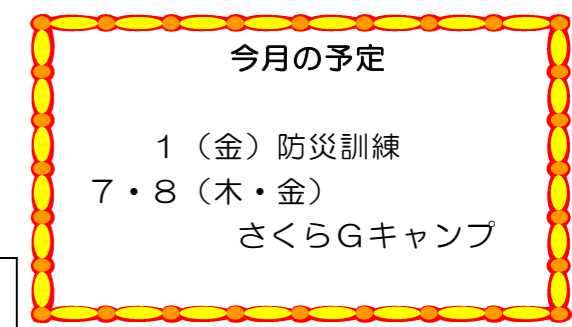 今月の予定
１（金）防災訓練
７・８（木・金）
さくらＧキャンプ